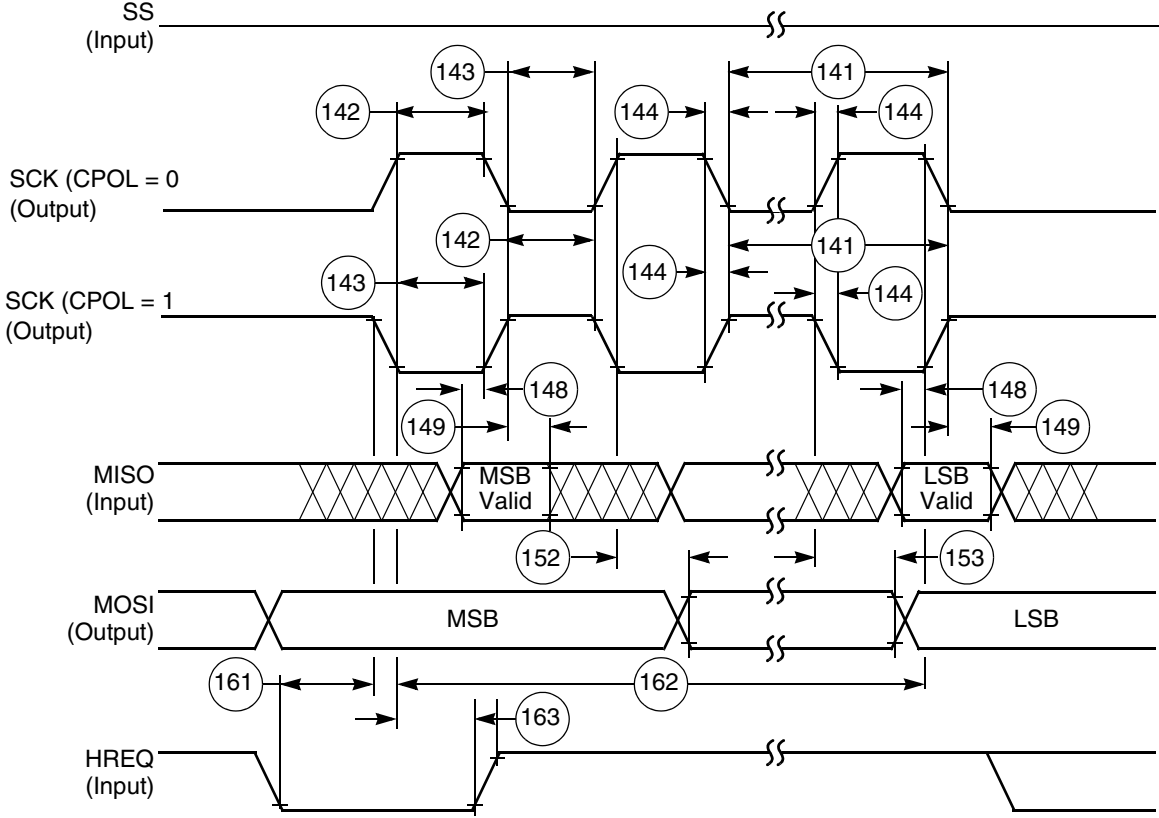 SS
(Input)
143
141
142
144
144
SCK (CPOL = 0
(Output)
142
141
143
144
144
SCK (CPOL = 1
(Output)
148
148
149
149
MISO
(Input)
MSB
Valid
LSB
Valid
152
153
MOSI
(Output)
MSB
LSB
161
162
163
HREQ
(Input)